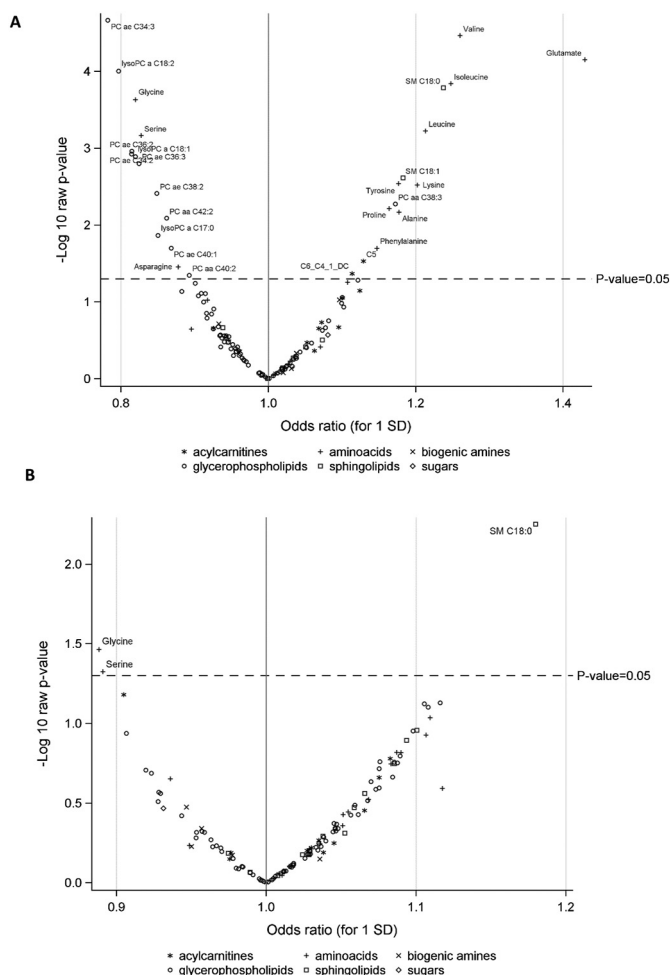 A
PC ae C34:3
Valine
Glutamate
lysoPC a C18:2
SM C18:0
Isoleucine
Glycine
Serine
Leucine
PC ae C36:2
lysoPC a C18:1
PC ae C36:3
SM C18:1
Tyrosine
Lysine
PC ae C38:2
PC aa C38:3
PC aa C42:2
Proline
Alanine
lysoPC a C17:0
PC ae C40:1
Phenylalanine
Asparagine
PC aa C40:2
C6_C4_1_DC
C5
P-value=0.05
4
3
2
1
0
-Log 10 raw p-value
0.8
1.0
1.2
1.4
Odds ratio (for 1 SD)
acylcarnitines
aminoacids
biogenic amines
glycerophospholipids
sphingolipids
sugars
B
SM C18:0
Glycine
Serine
P-value=0.05
2.0
1.5
1.0
0.5
0.0
-Log 10 raw p-value
0.9
1.0
1.1
1.2
Odds ratio (for 1 SD)
acylcarnitines
aminoacids
biogenic amines
glycerophospholipids
sphingolipids
sugars